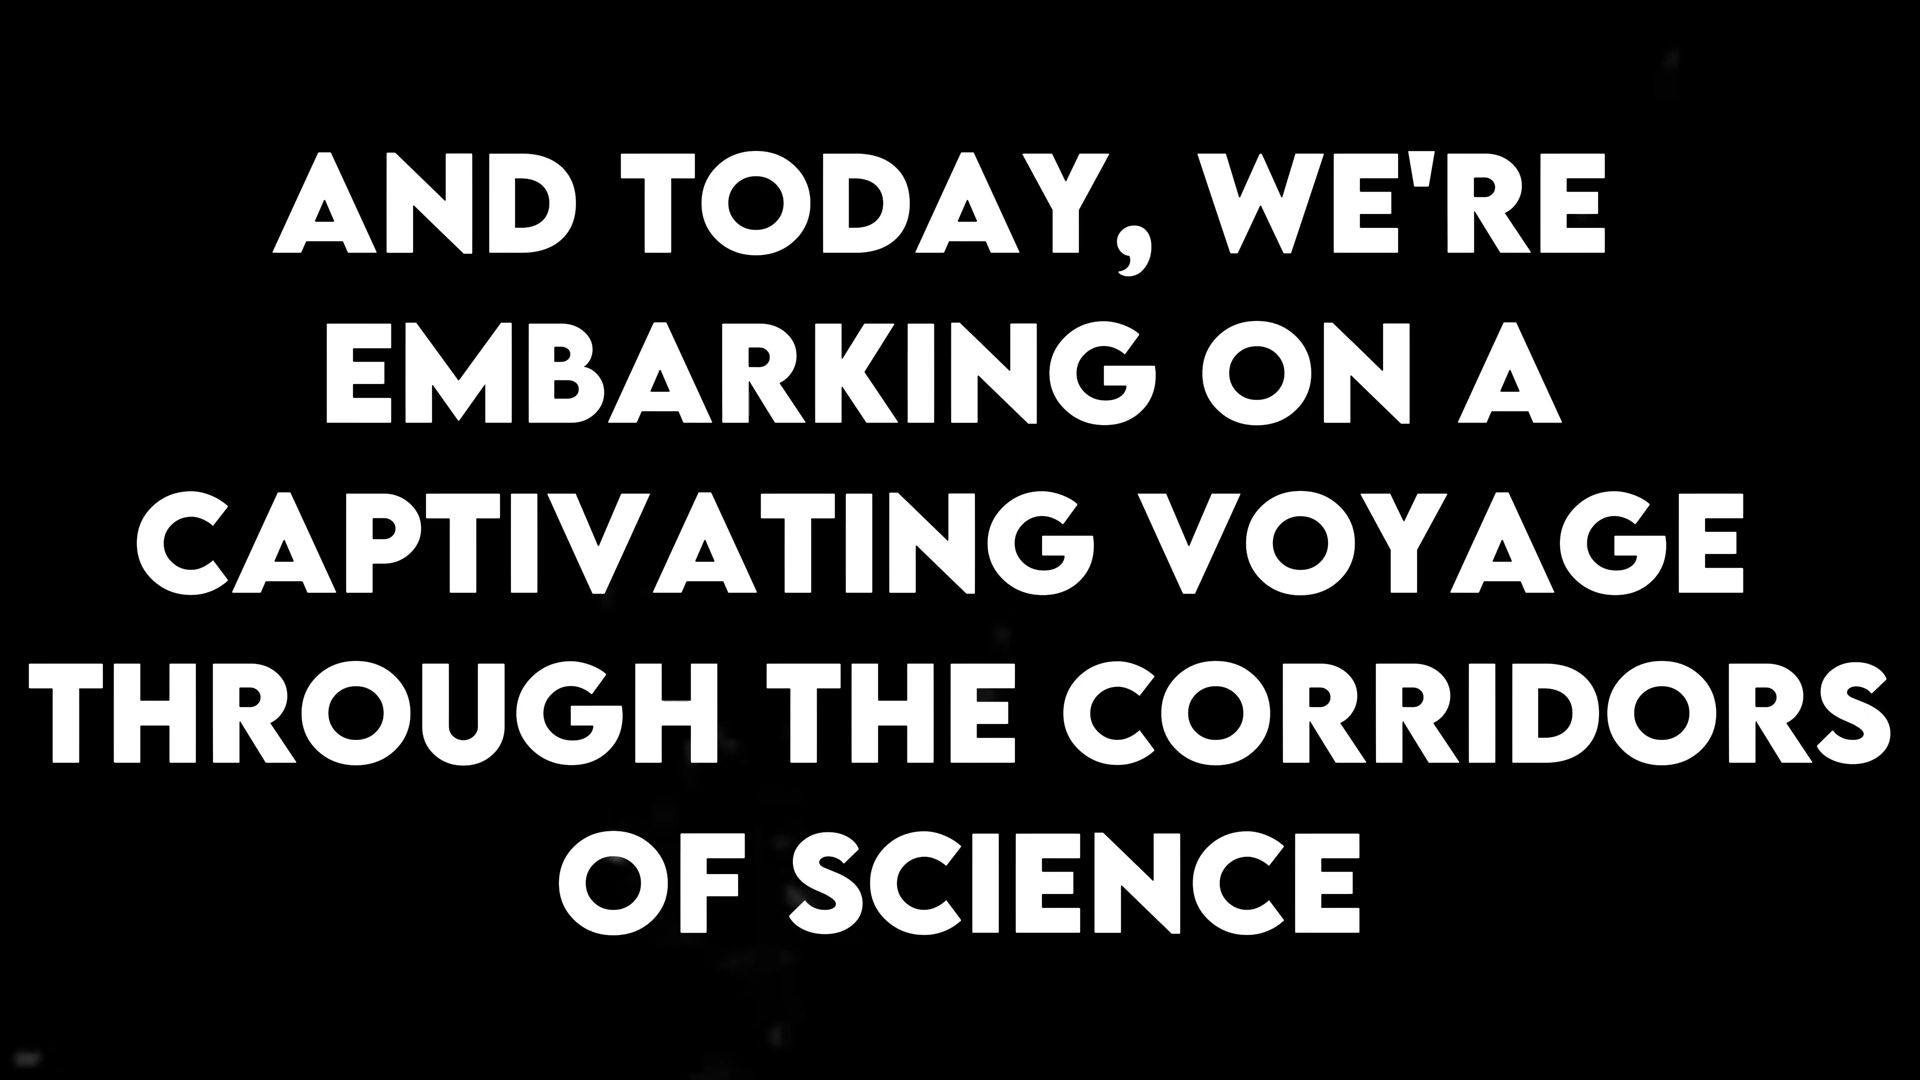 AND TODAY, WE'RE
EMBARKING ON A
CAPTIVATING VOYAGE
THROUGH THE CORRIDORS
OF SCIENCE